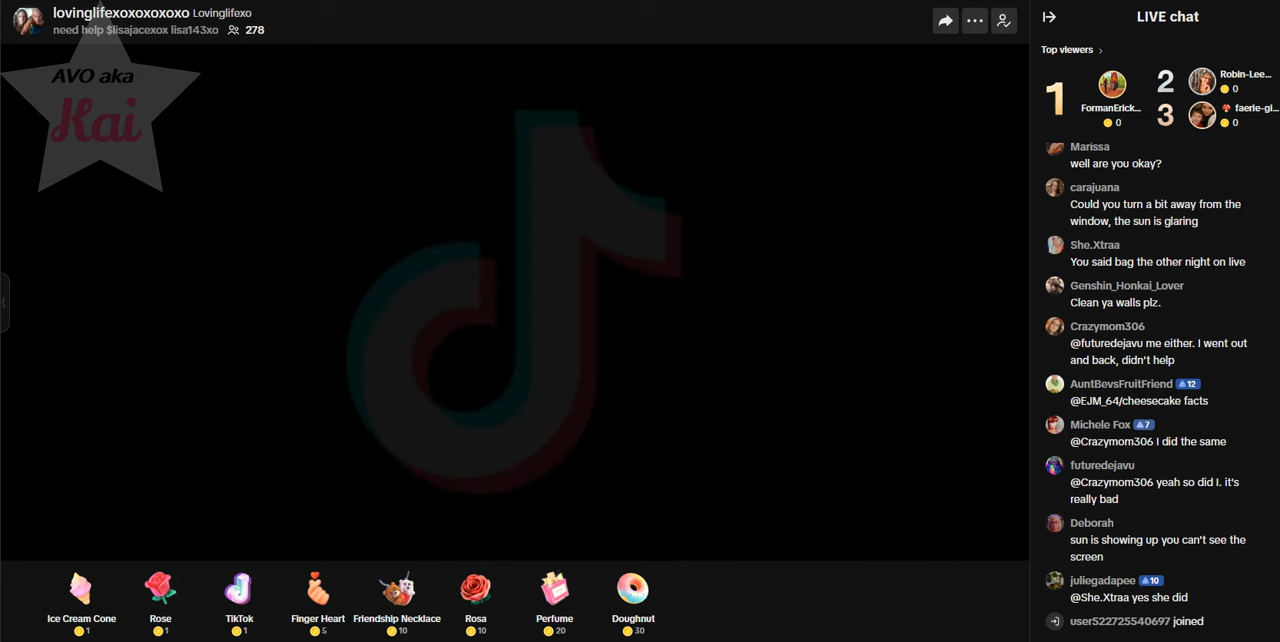 lovinglifexoxoxoxoxo Lovinglifexo
need help $lisajacexox lisa143xo 278
AVO aka
Kai
LIVE chat
Top viewers
1
FormanErick...
0
2
Robin-Lee...
0
3
faerie-gi...
0
Marissa
well are you okay?
carajuana
Could you turn a bit away from the
window, the sun is glaring
She.Xtraa
You said bag the other night on live
Genshin_Honkai_Lover
Clean ya walls plz.
Crazymom306
@futuredejavu me either. I went out
and back, didn't help
AuntBevsFruitFriend 12
@EJM_64/cheesecake facts
Michele Fox 7
@Crazymom306 I did the same
futuredejavu
@Crazymom306 yeah so did I. it's
really bad
Deborah
sun is showing up you can't see the
screen
juliegadapee 10
@She.Xtraa yes she did
user522725540697 joined
Ice Cream Cone
1
Rose
1
TikTok
1
Finger Heart
5
Friendship Necklace
10
Rosa
10
Perfume
20
Doughnut
30